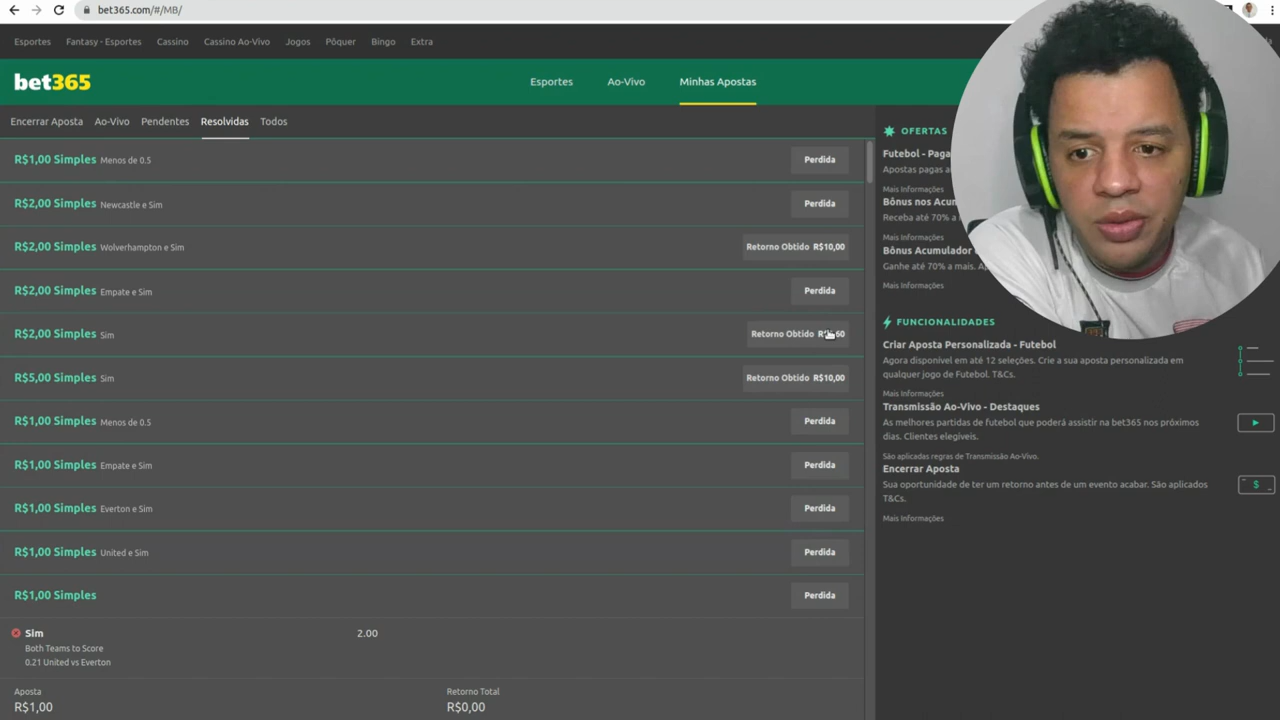 bet365.com/#/MB/
Esportes Fantasy - Esportes Cassino Cassino Ao-Vivo Jogos Pôquer Bingo Extra
bet365 Esportes Ao-Vivo Minhas Apostas
Encerrar Aposta Ao-Vivo Pendentes Resolvidas Todos
R$1,00 Simples Menos de 0.5 Perdida
R$2,00 Simples Newcastle e Sim Perdida
R$2,00 Simples Wolverhampton e Sim Retorno Obtido R$10,00
R$2,00 Simples Empate e Sim Perdida
R$2,00 Simples Sim Retorno Obtido
R$5,00 Simples Sim Retorno Obtido R$10,00
R$1,00 Simples Menos de 0.5 Perdida
R$1,00 Simples Empate e Sim Perdida
R$1,00 Simples Everton e Sim Perdida
R$1,00 Simples United e Sim Perdida
R$1,00 Simples Perdida
Sim 2.00
Both Teams to Score
0.21 United vs Everton
Aposta Retorno Total
R$1,00 R$0,00
OFERTAS
Futebol -
Apostas pagas
Mais Informações
Bônus nos
Receba até 70% a
Mais Informações
Bônus Acumulador
Ganhe até 70% a mais.
Mais Informações
FUNCIONALIDADES
Criar Aposta Personalizada - Futebol
Agora disponível em até 12 seleções. Crie a sua aposta personalizada em
qualquer jogo de Futebol. T&Cs.
Mais Informações
Transmissão Ao-Vivo - Destaques
As melhores partidas de futebol que poderá assistir na bet365 nos próximos
dias. Clientes elegíveis.
São aplicadas regras de Transmissão Ao-Vivo.
Encerrar Aposta
Sua oportunidade de ter um retorno antes de um evento acabar. São aplicados
T&Cs.
Mais Informações